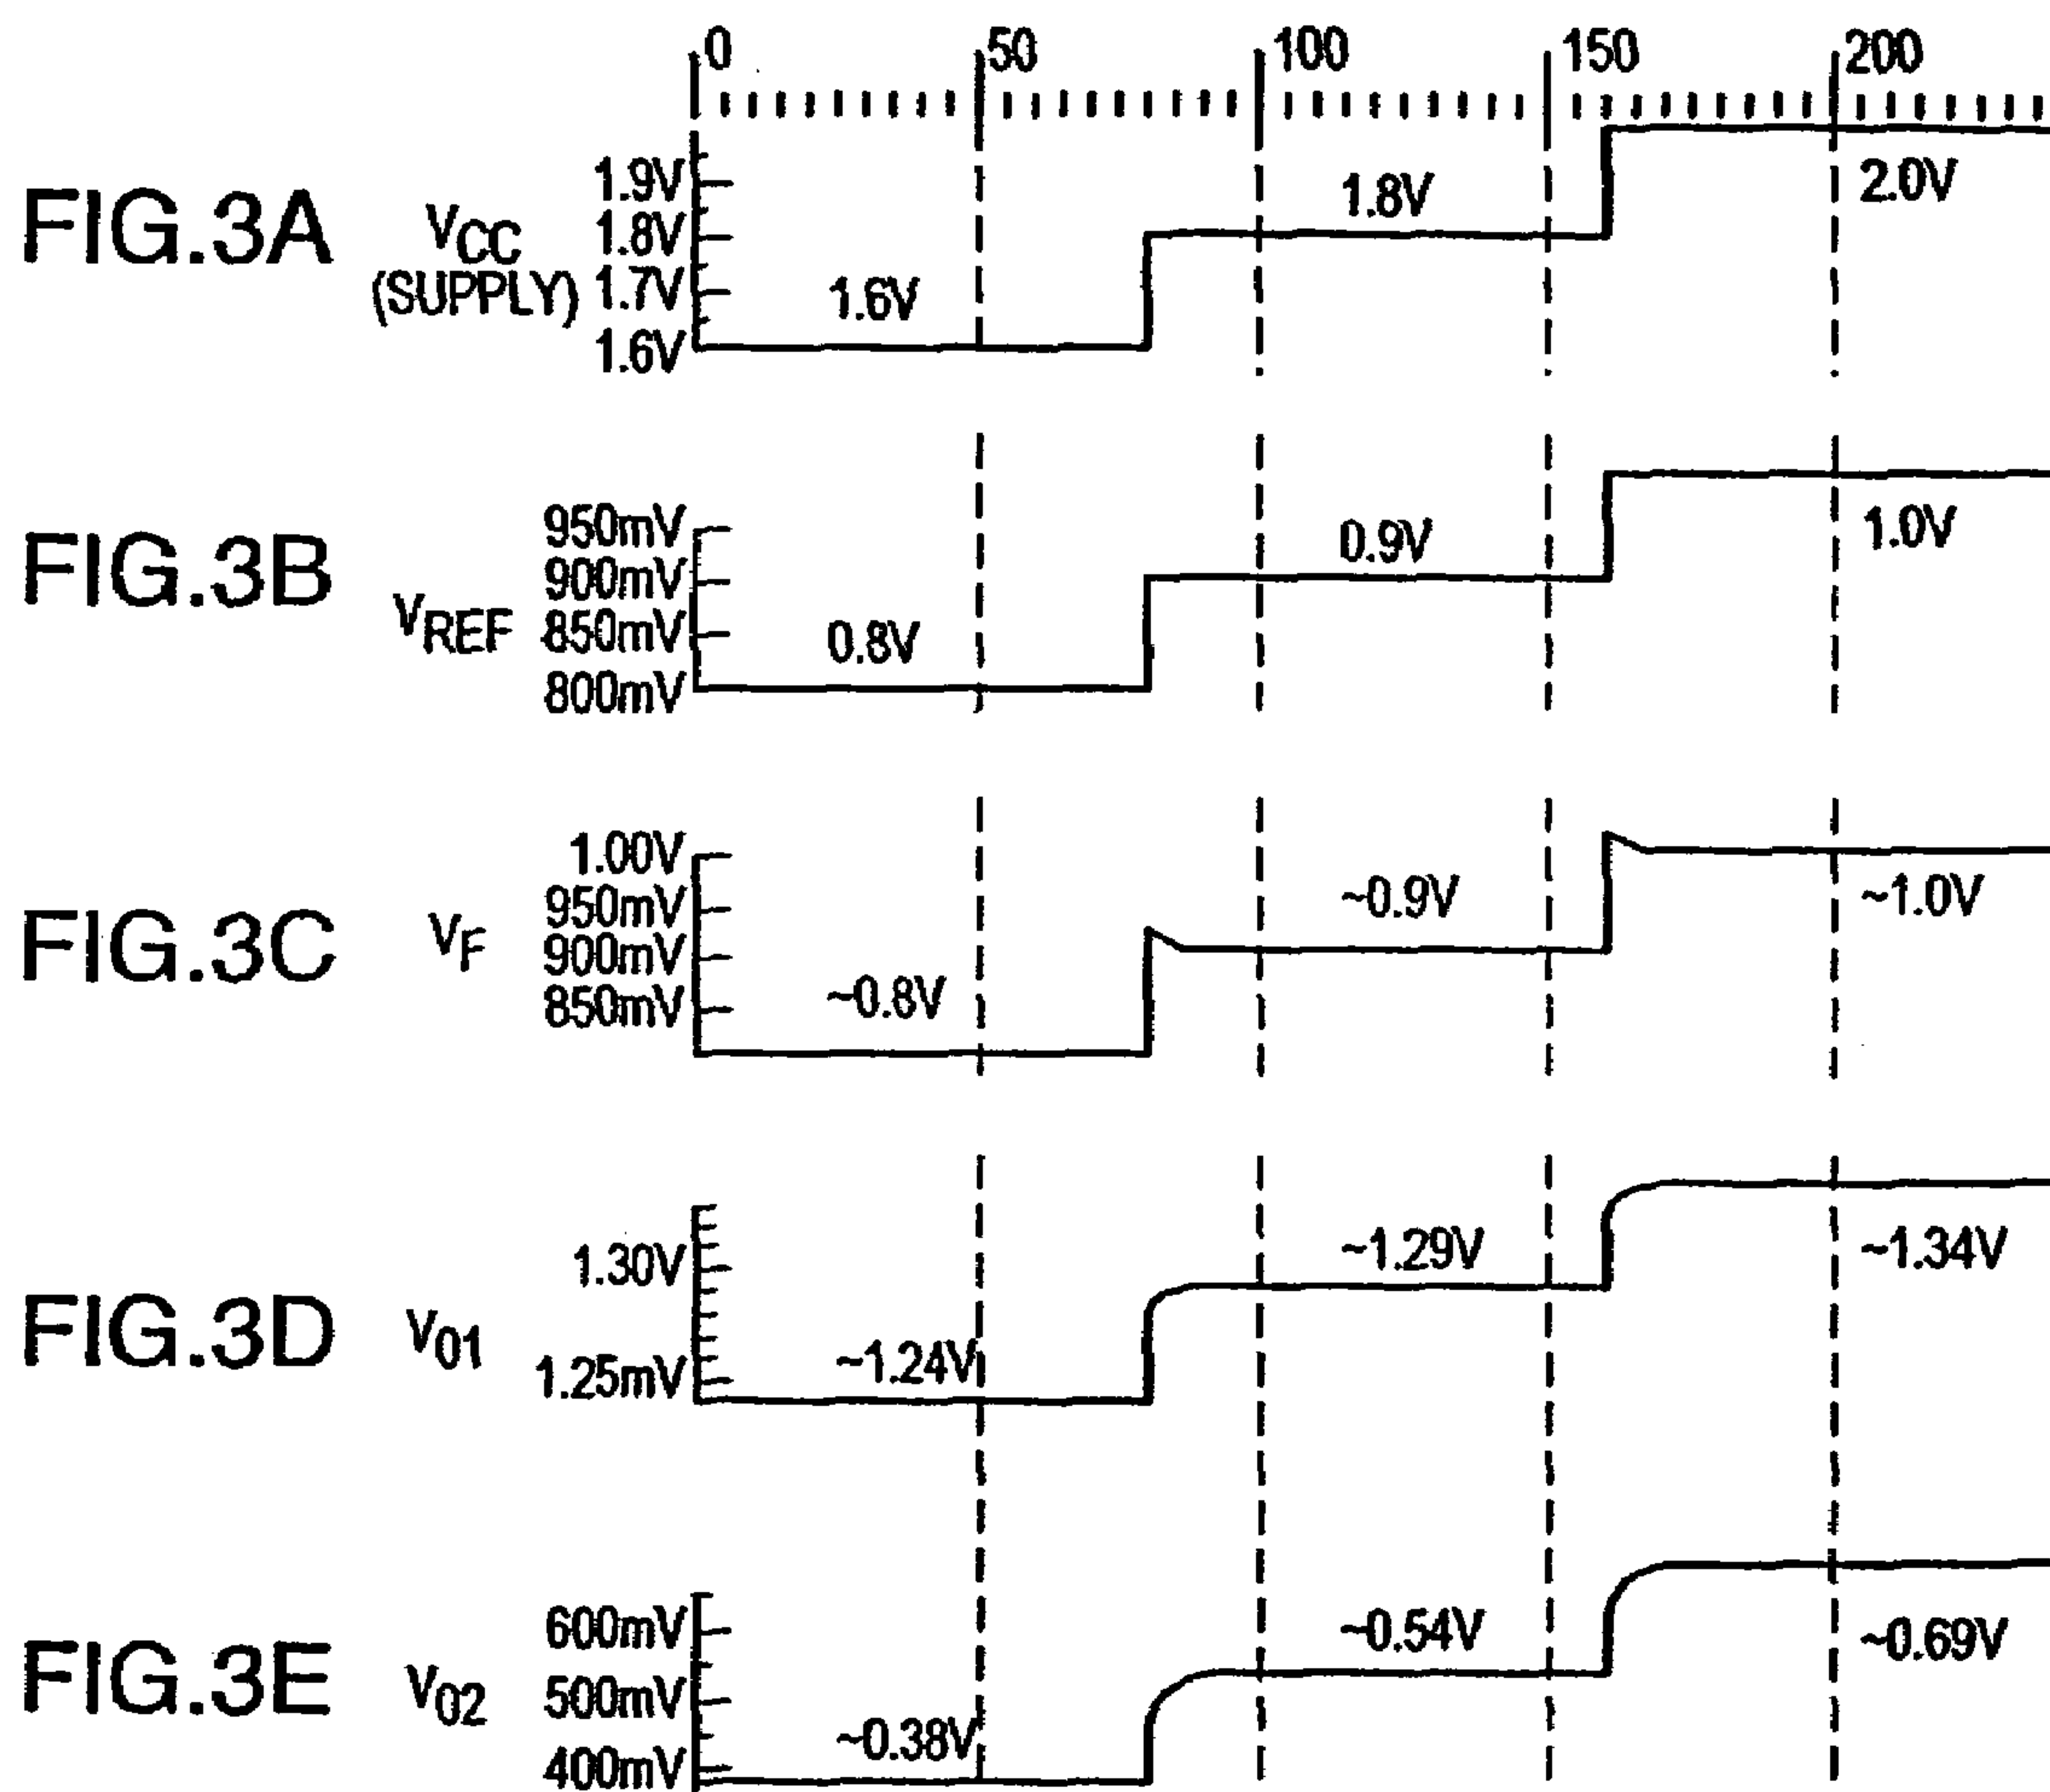 0 50 100 150 200
FIG.3A
VCC
(SUPPLY)
1.9V
1.8V
1.7V
1.6V
1.6V
1.8V
2.0V
FIG.3B
VREF
950mV
900mV
850mV
800mV
0.8V
0.9V
1.0V
FIG.3C
VF
1.00V
950mV
900mV
850mV
~0.8V
~0.9V
~1.0V
FIG.3D
V01
1.30V
1.25mV
~1.24V
~1.29V
~1.34V
FIG.3E
V02
600mV
500mV
400mV
~0.38V
~0.54V
~0.69V